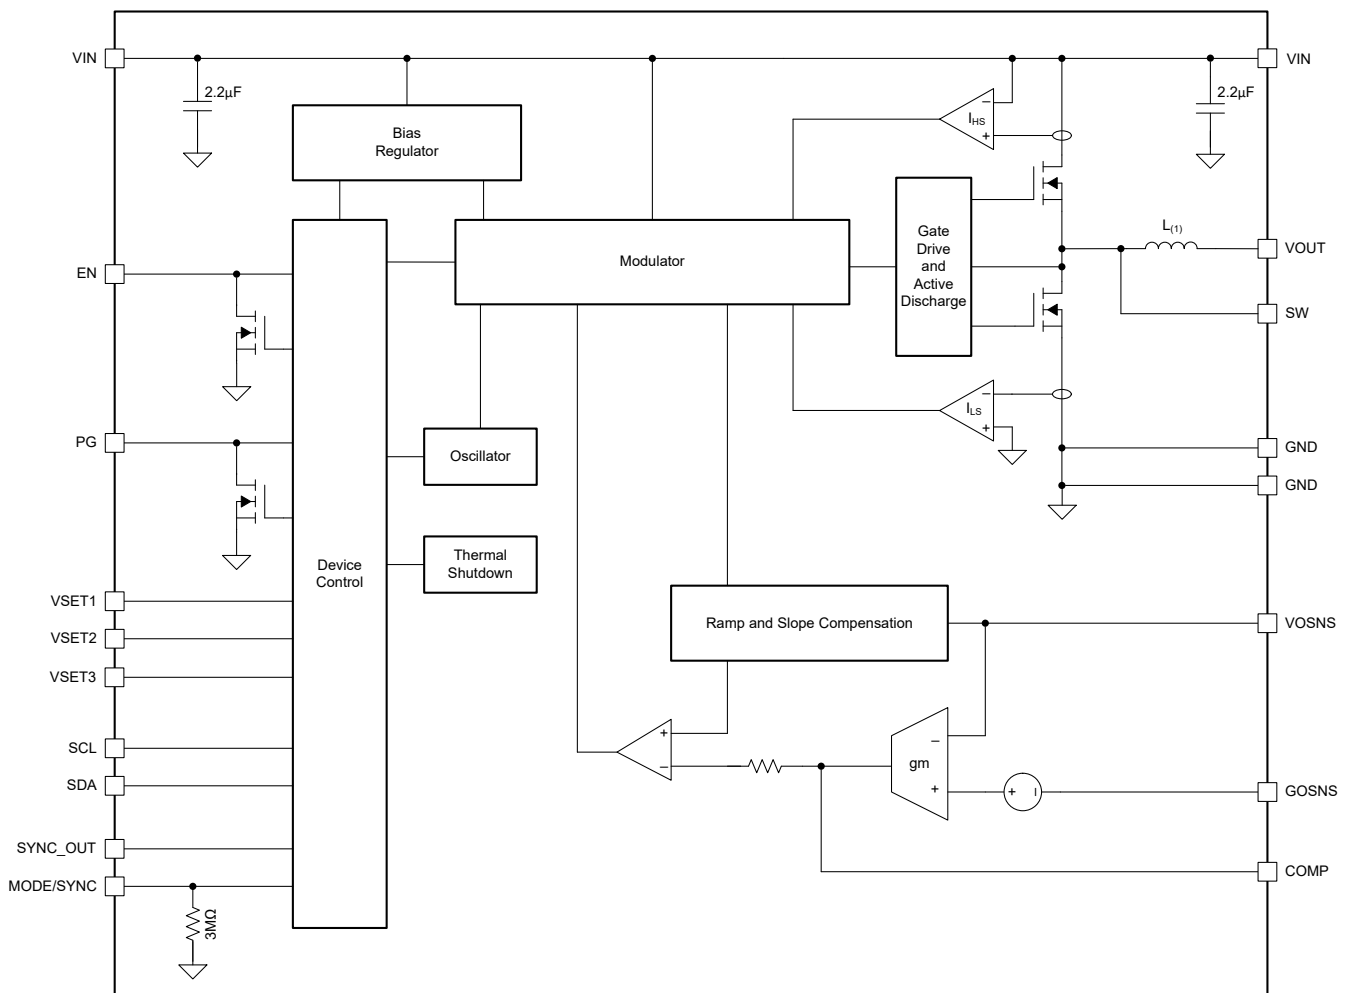 VIN
VIN
2.2µF
2.2µF
Bias
Regulator
IHS
+
Gate
Drive
and
Active
Discharge
L(1)
VOUT
Modulator
EN
SW
ILS
+
PG
GND
GND
Oscillator
Thermal
Shutdown
Device
Control
VSET1
VSET2
VSET3
Ramp and Slope Compensation
VOSNS
SCL
SDA
+
−
−
gm
+
+
−
GOSNS
SYNC_OUT
MODE/SYNC
COMP
3MΩ